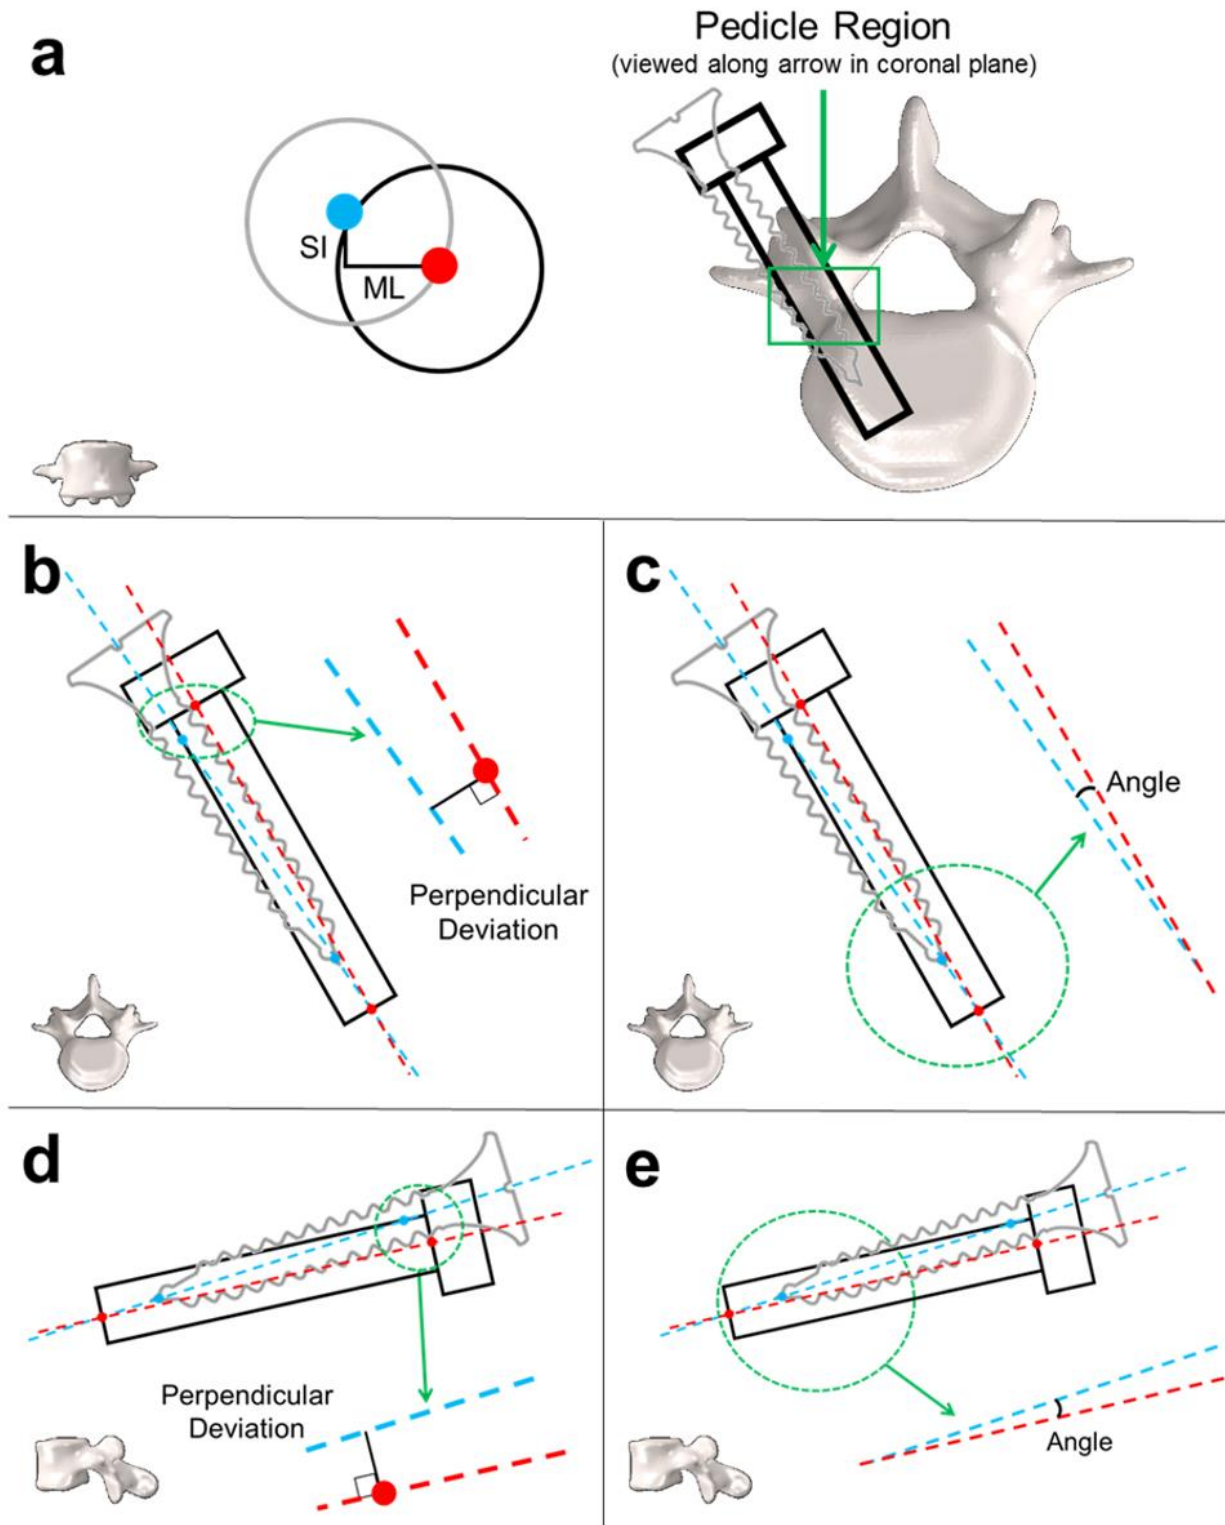 a
Pedicle Region
(viewed along arrow in coronal plane)
SI
ML
b
Perpendicular
Deviation
c
Angle
d
Perpendicular
Deviation
e
Angle